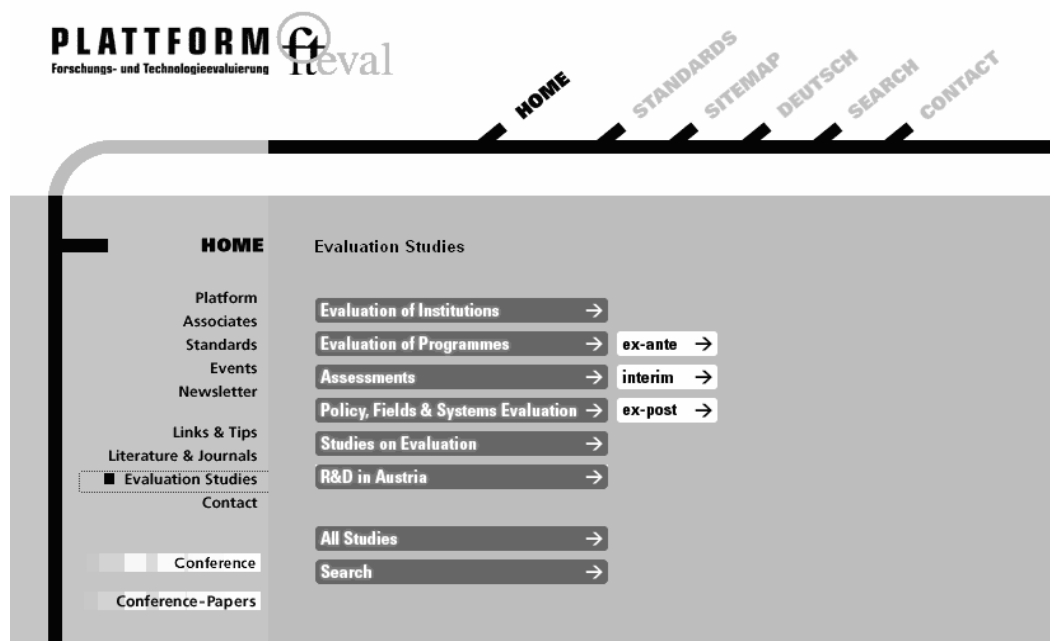 PLATTFORM
fteval
Forschungs- und Technologieevaluierung
HOME
STANDARDS
SITEMAP
DEUTSCH
SEARCH
CONTACT
HOME
Platform
Associates
Standards
Events
Newsletter
Links & Tips
Literature & Journals
Evaluation Studies
Contact
Conference
Conference-Papers
Evaluation Studies
Evaluation of Institutions →
Evaluation of Programmes → ex-ante →
Assessments → interim →
Policy, Fields & Systems Evaluation → ex-post →
Studies on Evaluation →
R&D in Austria →
All Studies →
Search →